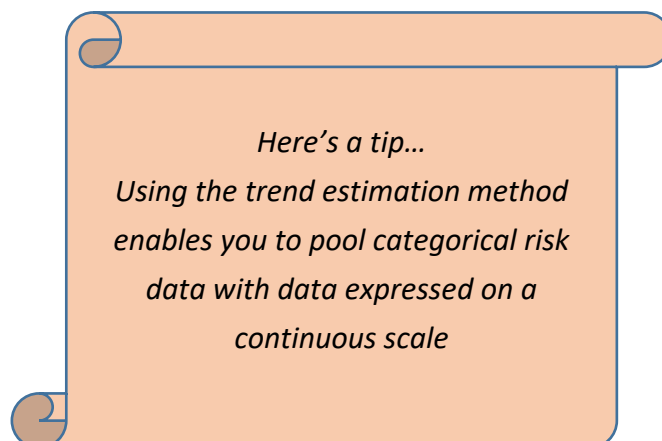 Here’s a tip…
Using the trend estimation method
enables you to pool categorical risk
data with data expressed on a
continuous scale